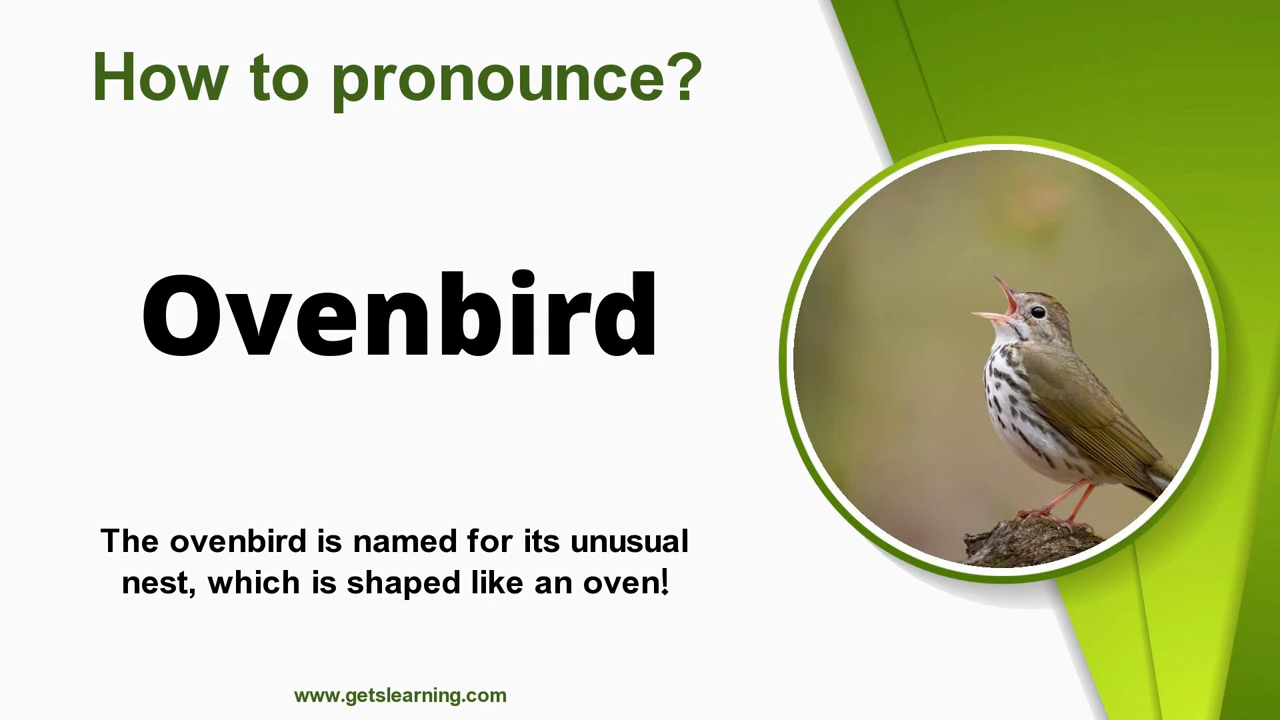 How to pronounce?
Ovenbird
The ovenbird is named for its unusual
nest, which is shaped like an oven!
www.getslearning.com